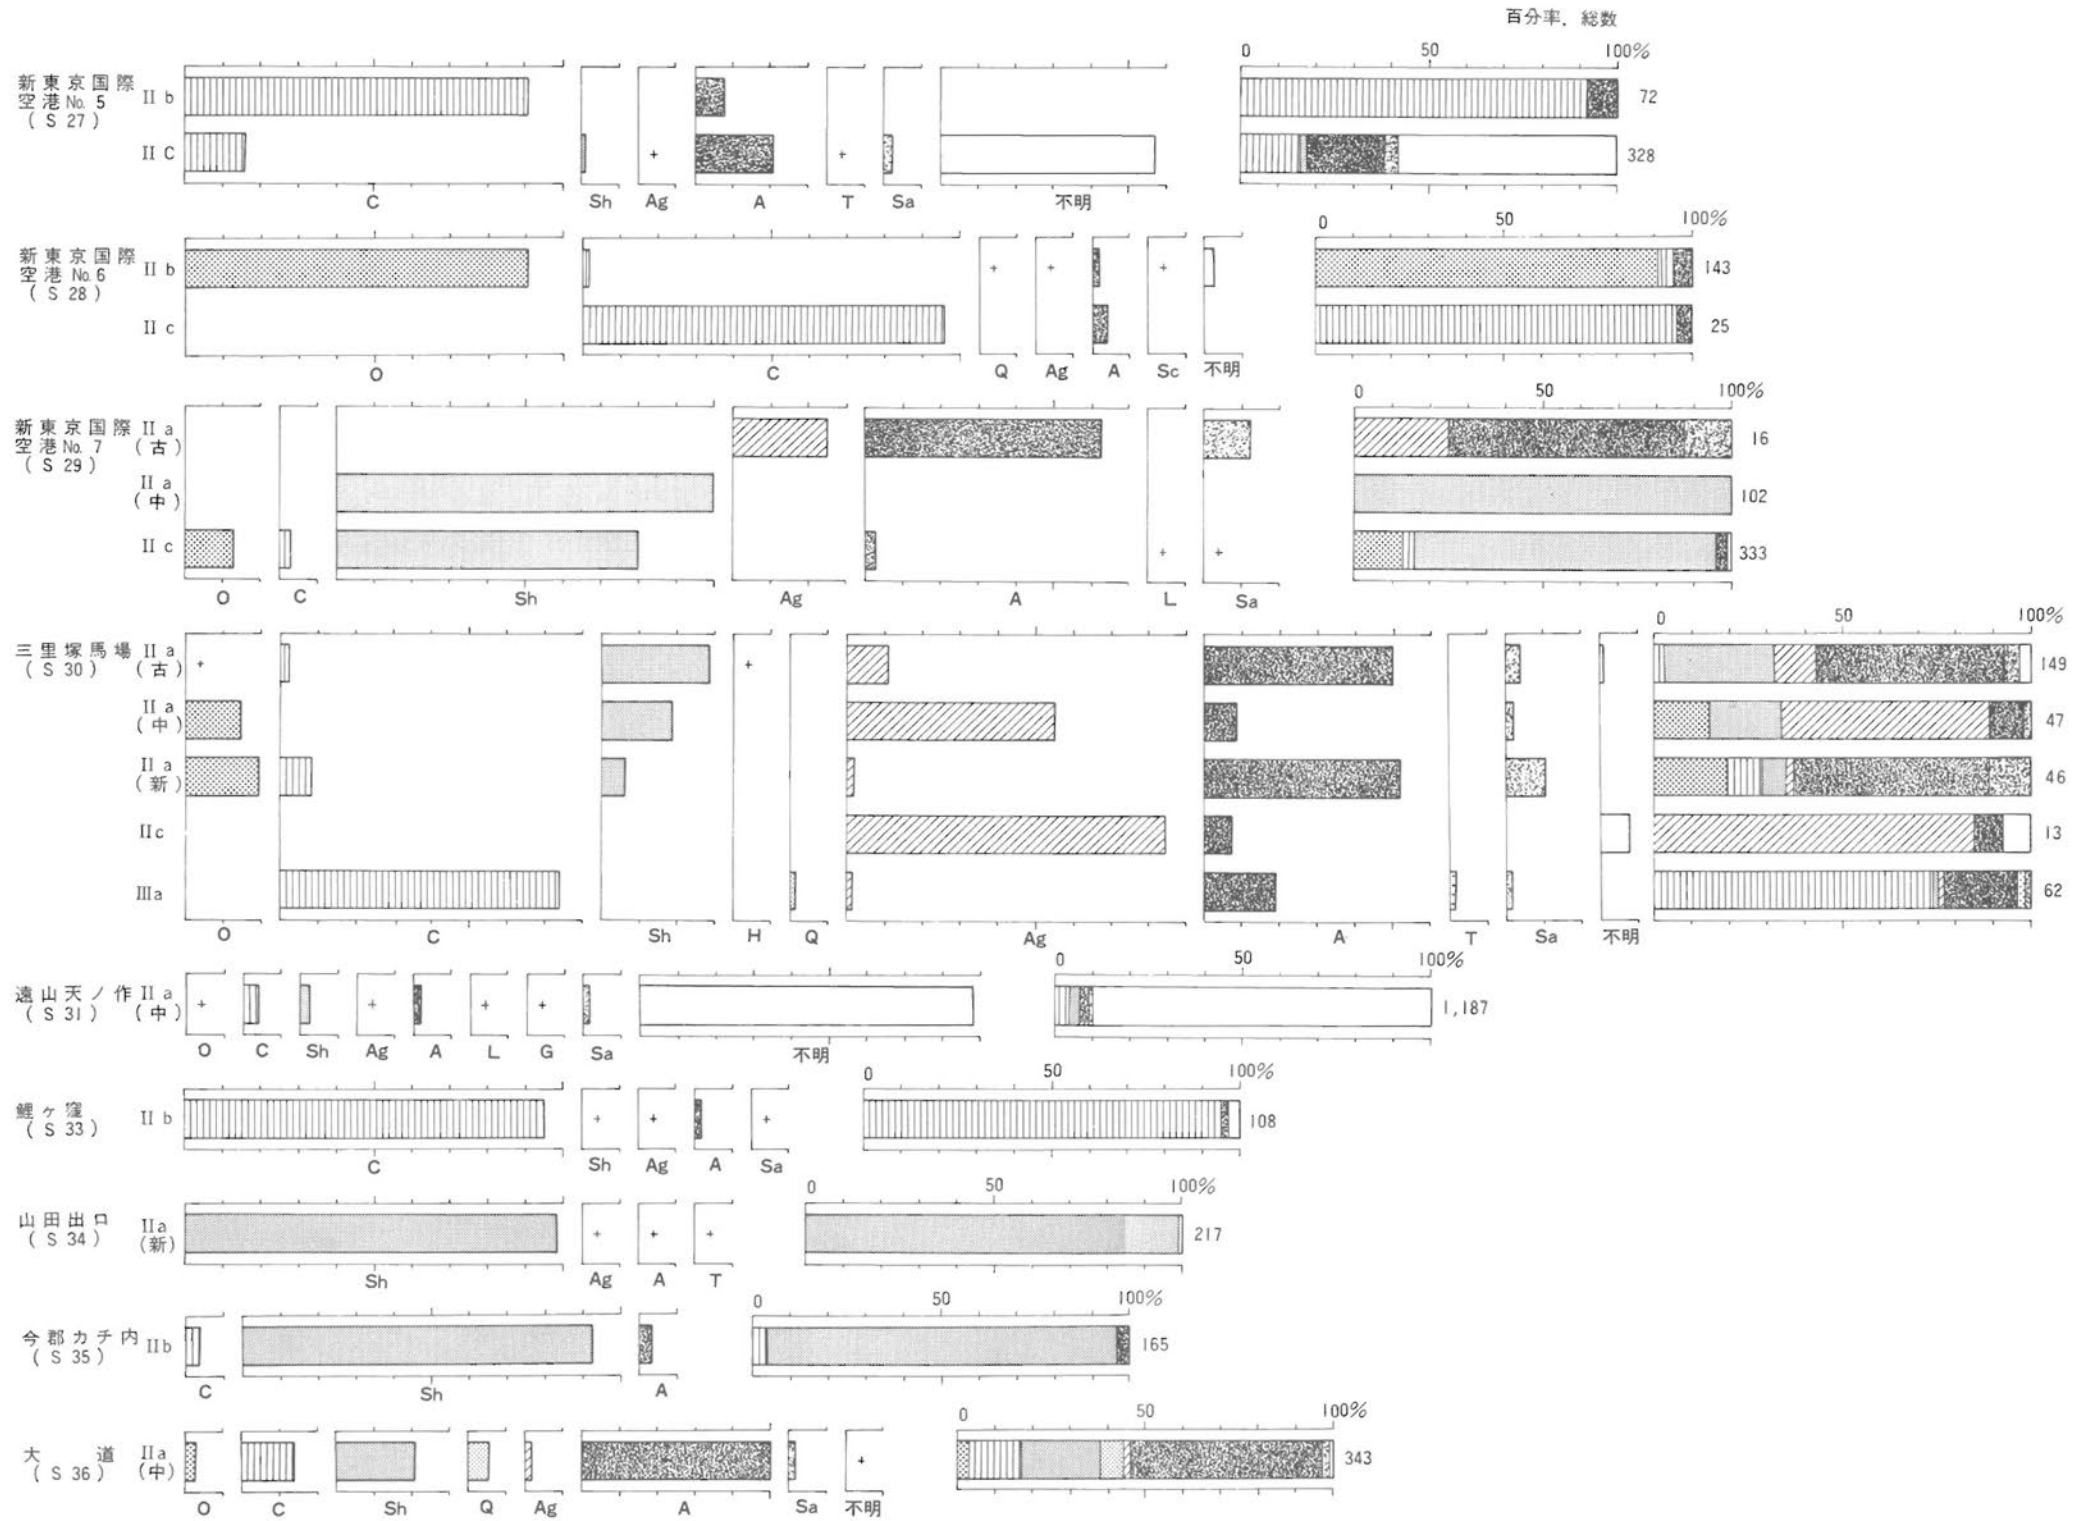 百分率．総数
0 50 100%
新東京国際
空港No. 5
( S 27 )
II b
72
II C
328
C Sh Ag A T Sa 不明
0 50 100%
新東京国際
空港No. 6
( S 28 )
II b
143
II c
25
O C Q Ag A Sc 不明
0 50 100%
新東京国際
空港No. 7
( S 29 )
II a
(古)
16
II a
(中)
102
II c
333
O C Sh Ag A L Sa
0 50 100%
三里塚馬場
( S 30 )
II a
(古)
149
II a
(中)
47
II a
(新)
46
II c
13
III a
62
O C Sh H Q Ag A T Sa 不明
0 50 100%
遠山天ノ作
( S 31 )
II a
(中)
1,187
O C Sh Ag A L G Sa 不明
0 50 100%
鯉ヶ窪
( S 33 )
II b
108
C Sh Ag A Sa
0 50 100%
山田出口
( S 34 )
II a
(新)
217
Sh Ag A T
0 50 100%
今郡カチ内
( S 35 )
II b
165
C Sh A
0 50 100%
大道
( S 36 )
II a
(中)
343
O C Sh Q Ag A Sa 不明